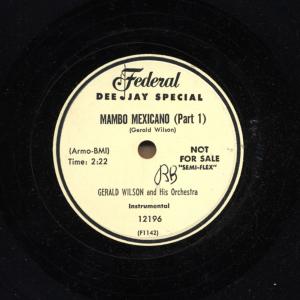 Federal
DEE JAY SPECIAL
MAMBO MEXICANO (Part 1)
(Gerald Wilson)
(Armo-BMI)
Time: 2:22
NOT
FOR SALE
"SEMI-FLEX"
RB
GERALD WILSON and His Orchestra
Instrumental
12196
(F1142)